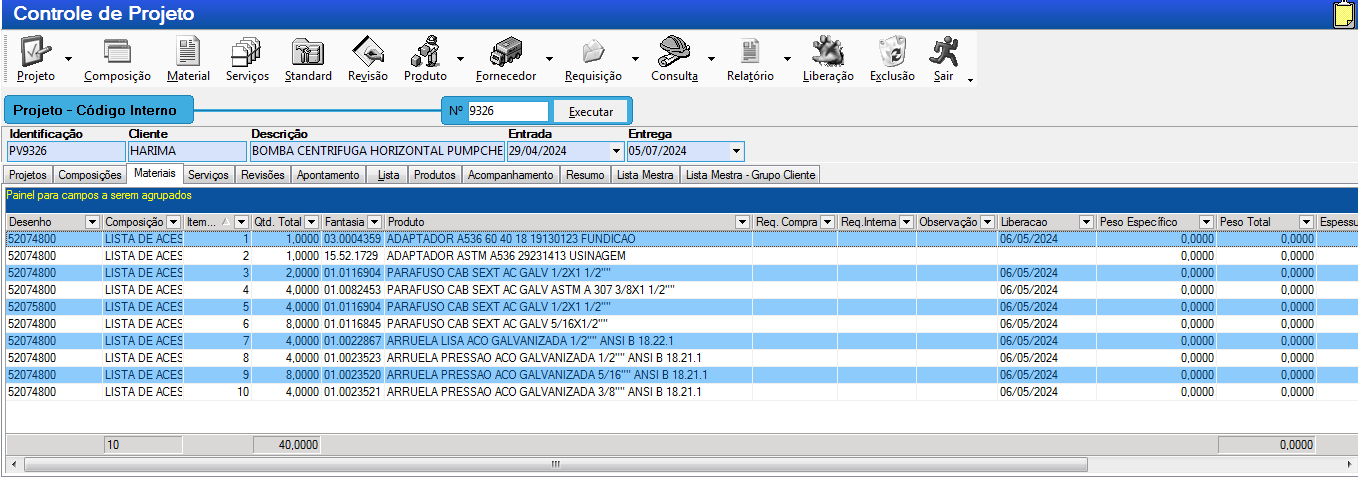 Controle de Projeto
Projeto Composição Material Serviços Standard Revisão Produto Fornecedor Requisição Consulta Relatório Liberação Exclusão Sair
Projeto - Código Interno Nº 9326 Executar
Identificação Cliente Descrição Entrada Entrega
PV9326 HARIMA BOMBA CENTRIFUGA HORIZONTAL PUMPCHE 29/04/2024 05/07/2024
Projetos Composições Materiais Serviços Revisões Apontamento Lista Produtos Acompanhamento Resumo Lista Mestra Lista Mestra - Grupo Cliente
Painel para campos a serem agrupados
Desenho Composição Item... Qtd. Total Fantasia Produto Req. Compra Req.Interna Observação Liberacao Peso Específico Peso Total Espessu
52074800 LISTA DE ACES 1 1,0000 03.0004359 ADAPTADOR A536 60 40 18 19130123 FUNDICAO 06/05/2024 0,0000 0,0000
52074800 LISTA DE ACES 2 1,0000 15.52.1729 ADAPTADOR ASTM A536 29231413 USINAGEM 0,0000 0,0000
52074800 LISTA DE ACES 3 2,0000 01.0116904 PARAFUSO CAB SEXT AC GALV 1/2X1 1/2"" 06/05/2024 0,0000 0,0000
52074800 LISTA DE ACES 4 4,0000 01.0082453 PARAFUSO CAB SEXT AC GALV ASTM A 307 3/8X1 1/2"" 06/05/2024 0,0000 0,0000
52075800 LISTA DE ACES 5 4,0000 01.0116904 PARAFUSO CAB SEXT AC GALV 1/2X1 1/2"" 06/05/2024 0,0000 0,0000
52074800 LISTA DE ACES 6 8,0000 01.0116845 PARAFUSO CAB SEXT AC GALV 5/16X1/2"" 06/05/2024 0,0000 0,0000
52074800 LISTA DE ACES 7 4,0000 01.0022867 ARRUELA LISA ACO GALVANIZADA 1/2"" ANSI B 18.22.1 06/05/2024 0,0000 0,0000
52074800 LISTA DE ACES 8 4,0000 01.0023523 ARRUELA PRESSAO ACO GALVANIZADA 1/2"" ANSI B 18.21.1 06/05/2024 0,0000 0,0000
52074800 LISTA DE ACES 9 8,0000 01.0023520 ARRUELA PRESSAO ACO GALVANIZADA 5/16"" ANSI B 18.21.1 06/05/2024 0,0000 0,0000
52074800 LISTA DE ACES 10 4,0000 01.0023521 ARRUELA PRESSAO ACO GALVANIZADA 3/8"" ANSI B 18.21.1 06/05/2024 0,0000 0,0000
10 40,0000 0,0000